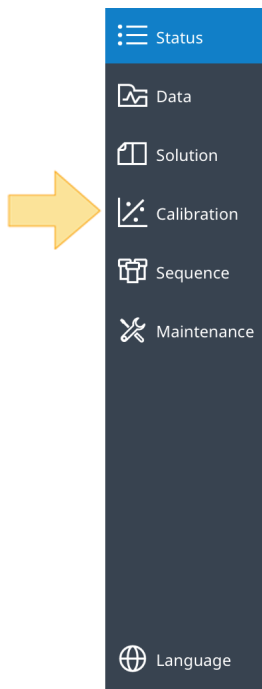 Status
Data
Solution
Calibration
Sequence
Maintenance
Language